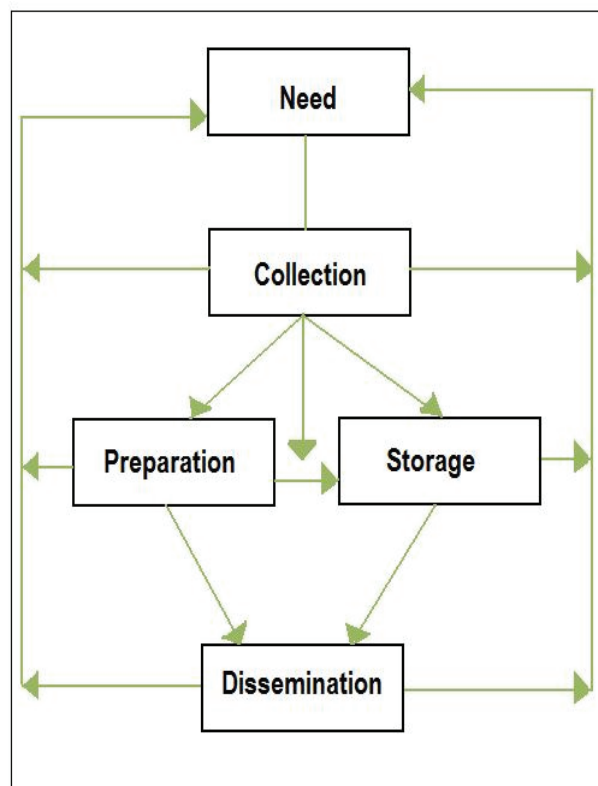 Need
Collection
Preparation
Storage
Dissemination